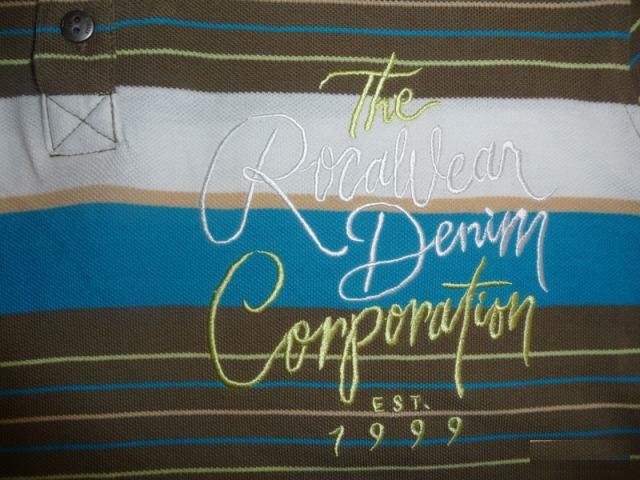 The
RocaWear
Denim
Corporation
EST.
1999